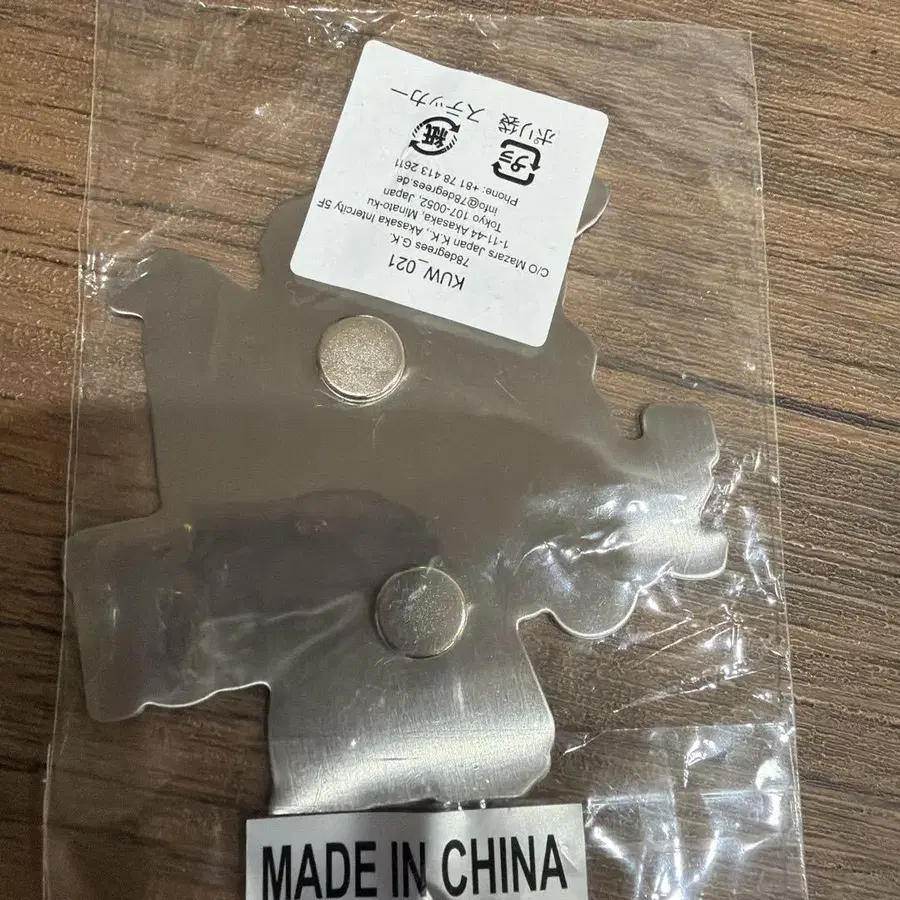 KUW_021
78degrees G.K.
C/O Mazars Japan K.K., Akasaka Intercity 5F
1-11-44 Akasaka, Minato-ku
Tokyo 107-0052, Japan
info@78degrees.de
Phone: +81 78 413 2611
プラ 紙
ポリ袋 ステッカー
MADE IN CHINA